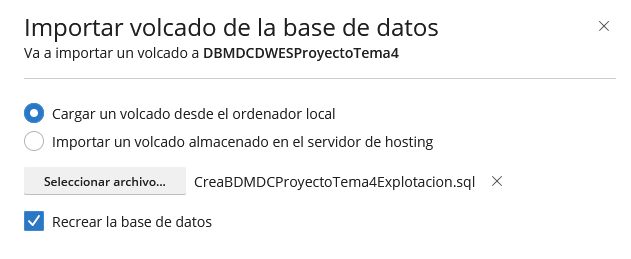 Importar volcado de la base de datos
Va a importar un volcado a DBMDCDWESProyectoTema4
Cargar un volcado desde el ordenador local
Importar un volcado almacenado en el servidor de hosting
Seleccionar archivo... CreaBDMDCProyectoTema4Explotacion.sql
Recrear la base de datos